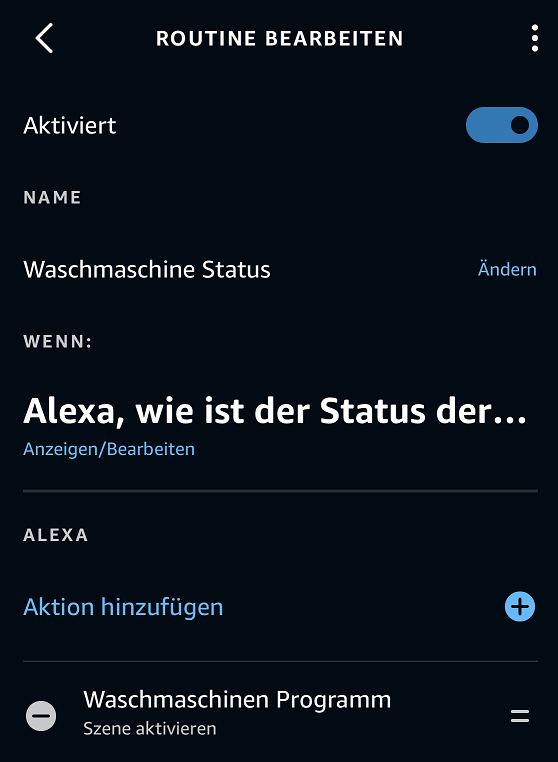 ROUTINE BEARBEITEN
Aktiviert
NAME
Waschmaschine Status
Ändern
WENN:
Alexa, wie ist der Status der...
Anzeigen/Bearbeiten
ALEXA
Aktion hinzufügen
Waschmaschinen Programm
Szene aktivieren